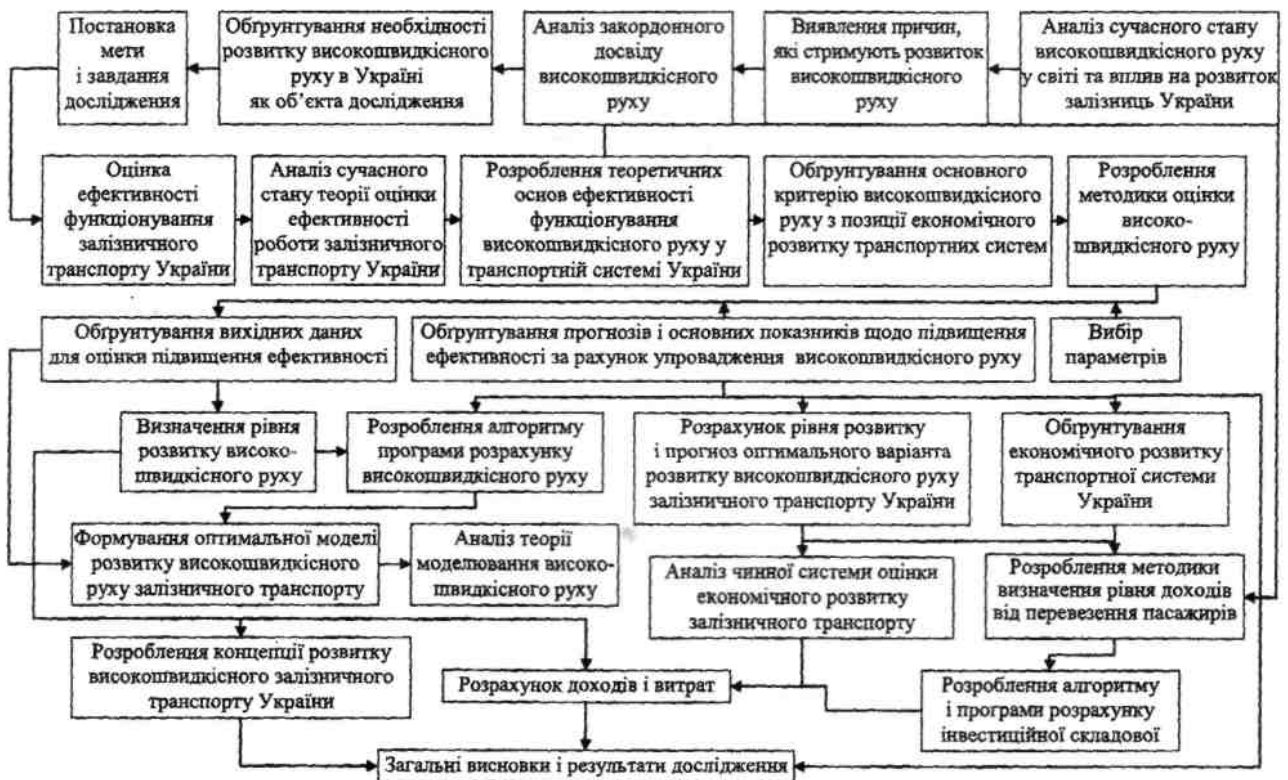 Постановка
мети
і завдання
дослідження
Обґрунтування необхідності
розвитку високошвидкісного
руху в Україні
як об’єкта дослідження
Аналіз закордонного
досвіду
високошвидкісного
руху
Виявлення причин,
які стримують розвиток
високошвидкісного
руху
Аналіз сучасного стану
високошвидкісного руху
у світі та вплив на розвиток
залізниць України
Оцінка
ефективності
функціонування
залізничного
транспорту України
Аналіз сучасного
стану теорії оцінки
ефективності
роботи залізничного
транспорту України
Розроблення теоретичних
основ ефективності
функціонування
високошвидкісного руху у
транспортній системі України
Обґрунтування основного
критерію високошвидкісного
руху з позиції економічного
розвитку транспортних систем
Розроблення
методики оцінки
високо-
швидкісного руху
Обґрунтування вихідних даних
для оцінки підвищення ефективності
Обґрунтування прогнозів і основних показників щодо підвищення
ефективності за рахунок упровадження високошвидкісного руху
Вибір
параметрів
Визначення рівня
розвитку високо-
швидкісного руху
Розроблення алгоритму
програми розрахунку
високошвидкісного руху
Розрахунок рівня розвитку
і прогноз оптимального варіанта
розвитку високошвидкісного руху
залізничного транспорту України
Обґрунтування
економічного розвитку
транспортної системи
України
Формування оптимальної моделі
розвитку високошвидкісного
руху залізничного транспорту
Аналіз теорії
моделювання високо-
швидкісного руху
Аналіз чинної системи оцінки
економічного розвитку
залізничного транспорту
Розроблення методики
визначення рівня доходів
від перевезення пасажирів
Розроблення концепції розвитку
високошвидкісного залізничного
транспорту України
Розрахунок доходів і витрат
Розроблення алгоритму
і програми розрахунку
інвестиційної складової
Загальні висновки і результати дослідження